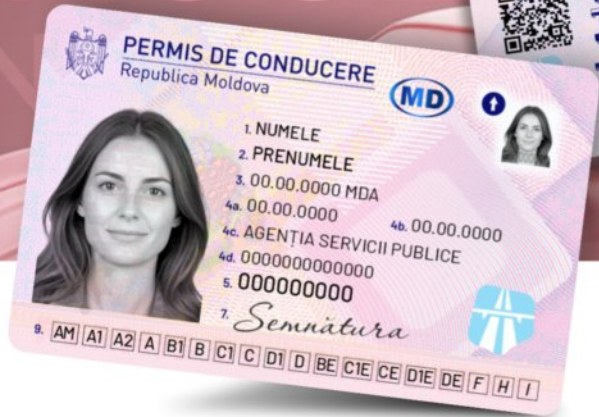 PERMIS DE CONDUCERE
Republica Moldova
MD
1. NUMELE
2. PRENUMELE
3. 00.00.0000 MDA
4a. 00.00.0000 4b. 00.00.0000
4c. AGENȚIA SERVICII PUBLICE
4d. 0000000000000
5. 000000000
7. Semnătura
9. AM A1 A2 A B1 B C1 C D1 D BE C1E CE D1E DE F H I